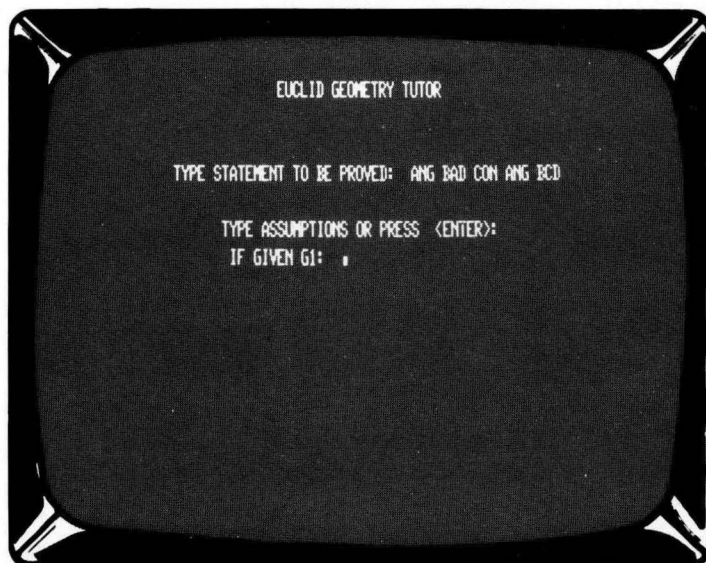 EUCLID GEOMETRY TUTOR
TYPE STATEMENT TO BE PROVED: ANG BAD CON ANG BCD
TYPE ASSUMPTIONS OR PRESS <ENTER>:
IF GIVEN G1: